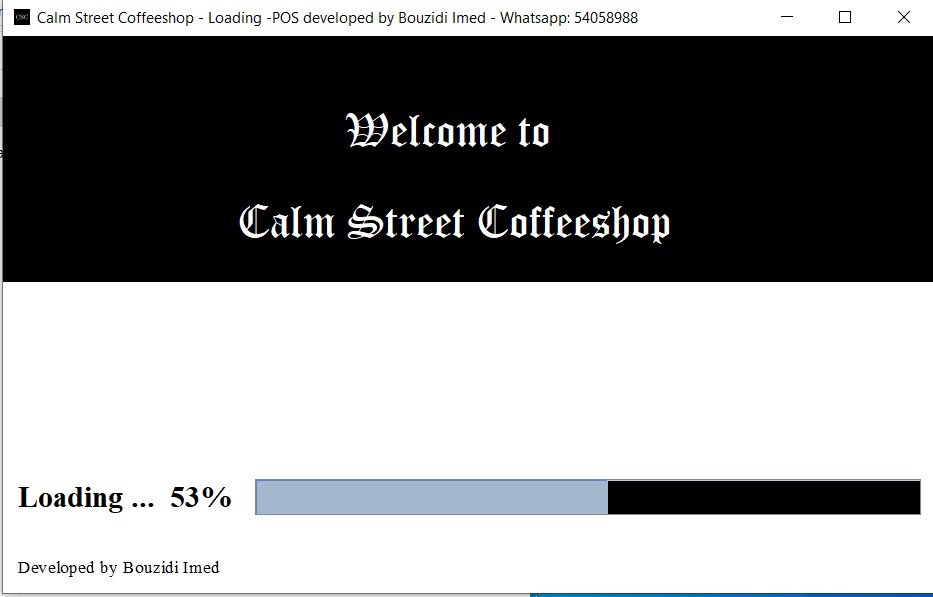 CSC
Calm Street Coffeeshop - Loading -POS developed by Bouzidi Imed - Whatsapp: 54058988
Welcome to
Calm Street Coffeeshop
Loading ... 53%
Developed by Bouzidi Imed